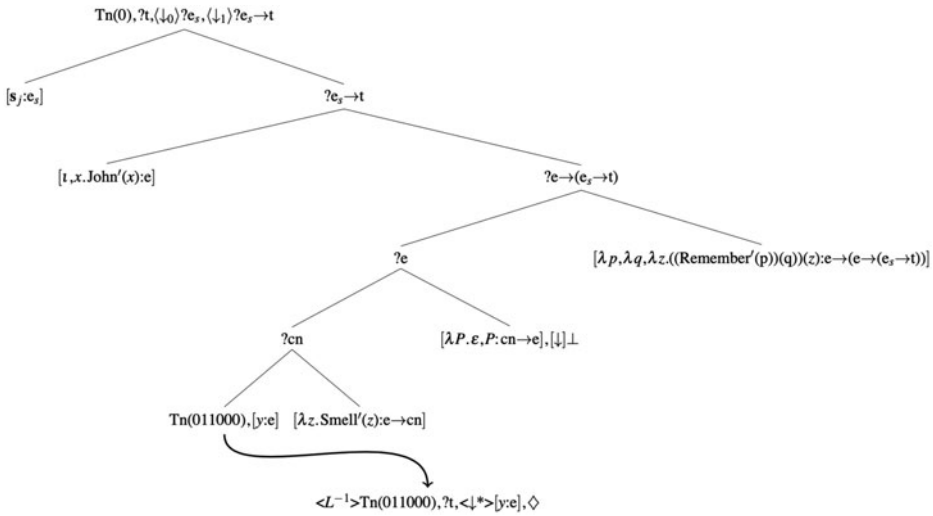 Tn(0),?t,⟨↓₀⟩?eₛ,⟨↓₁⟩?eₛ→t
[𝐬ⱼ:eₛ]
?eₛ→t
[ι,x.John′(x):e]
?e→(eₛ→t)
?e
[λp,λq,λz.((Remember′(p))(q))(z):e→(e→(eₛ→t))]
?cn
[λP.ε,P:cn→e],[↓]⊥
Tn(011000),[y:e]
[λz.Smell′(z):e→cn]
<L⁻¹>Tn(011000),?t,<↓*>[y:e],◇